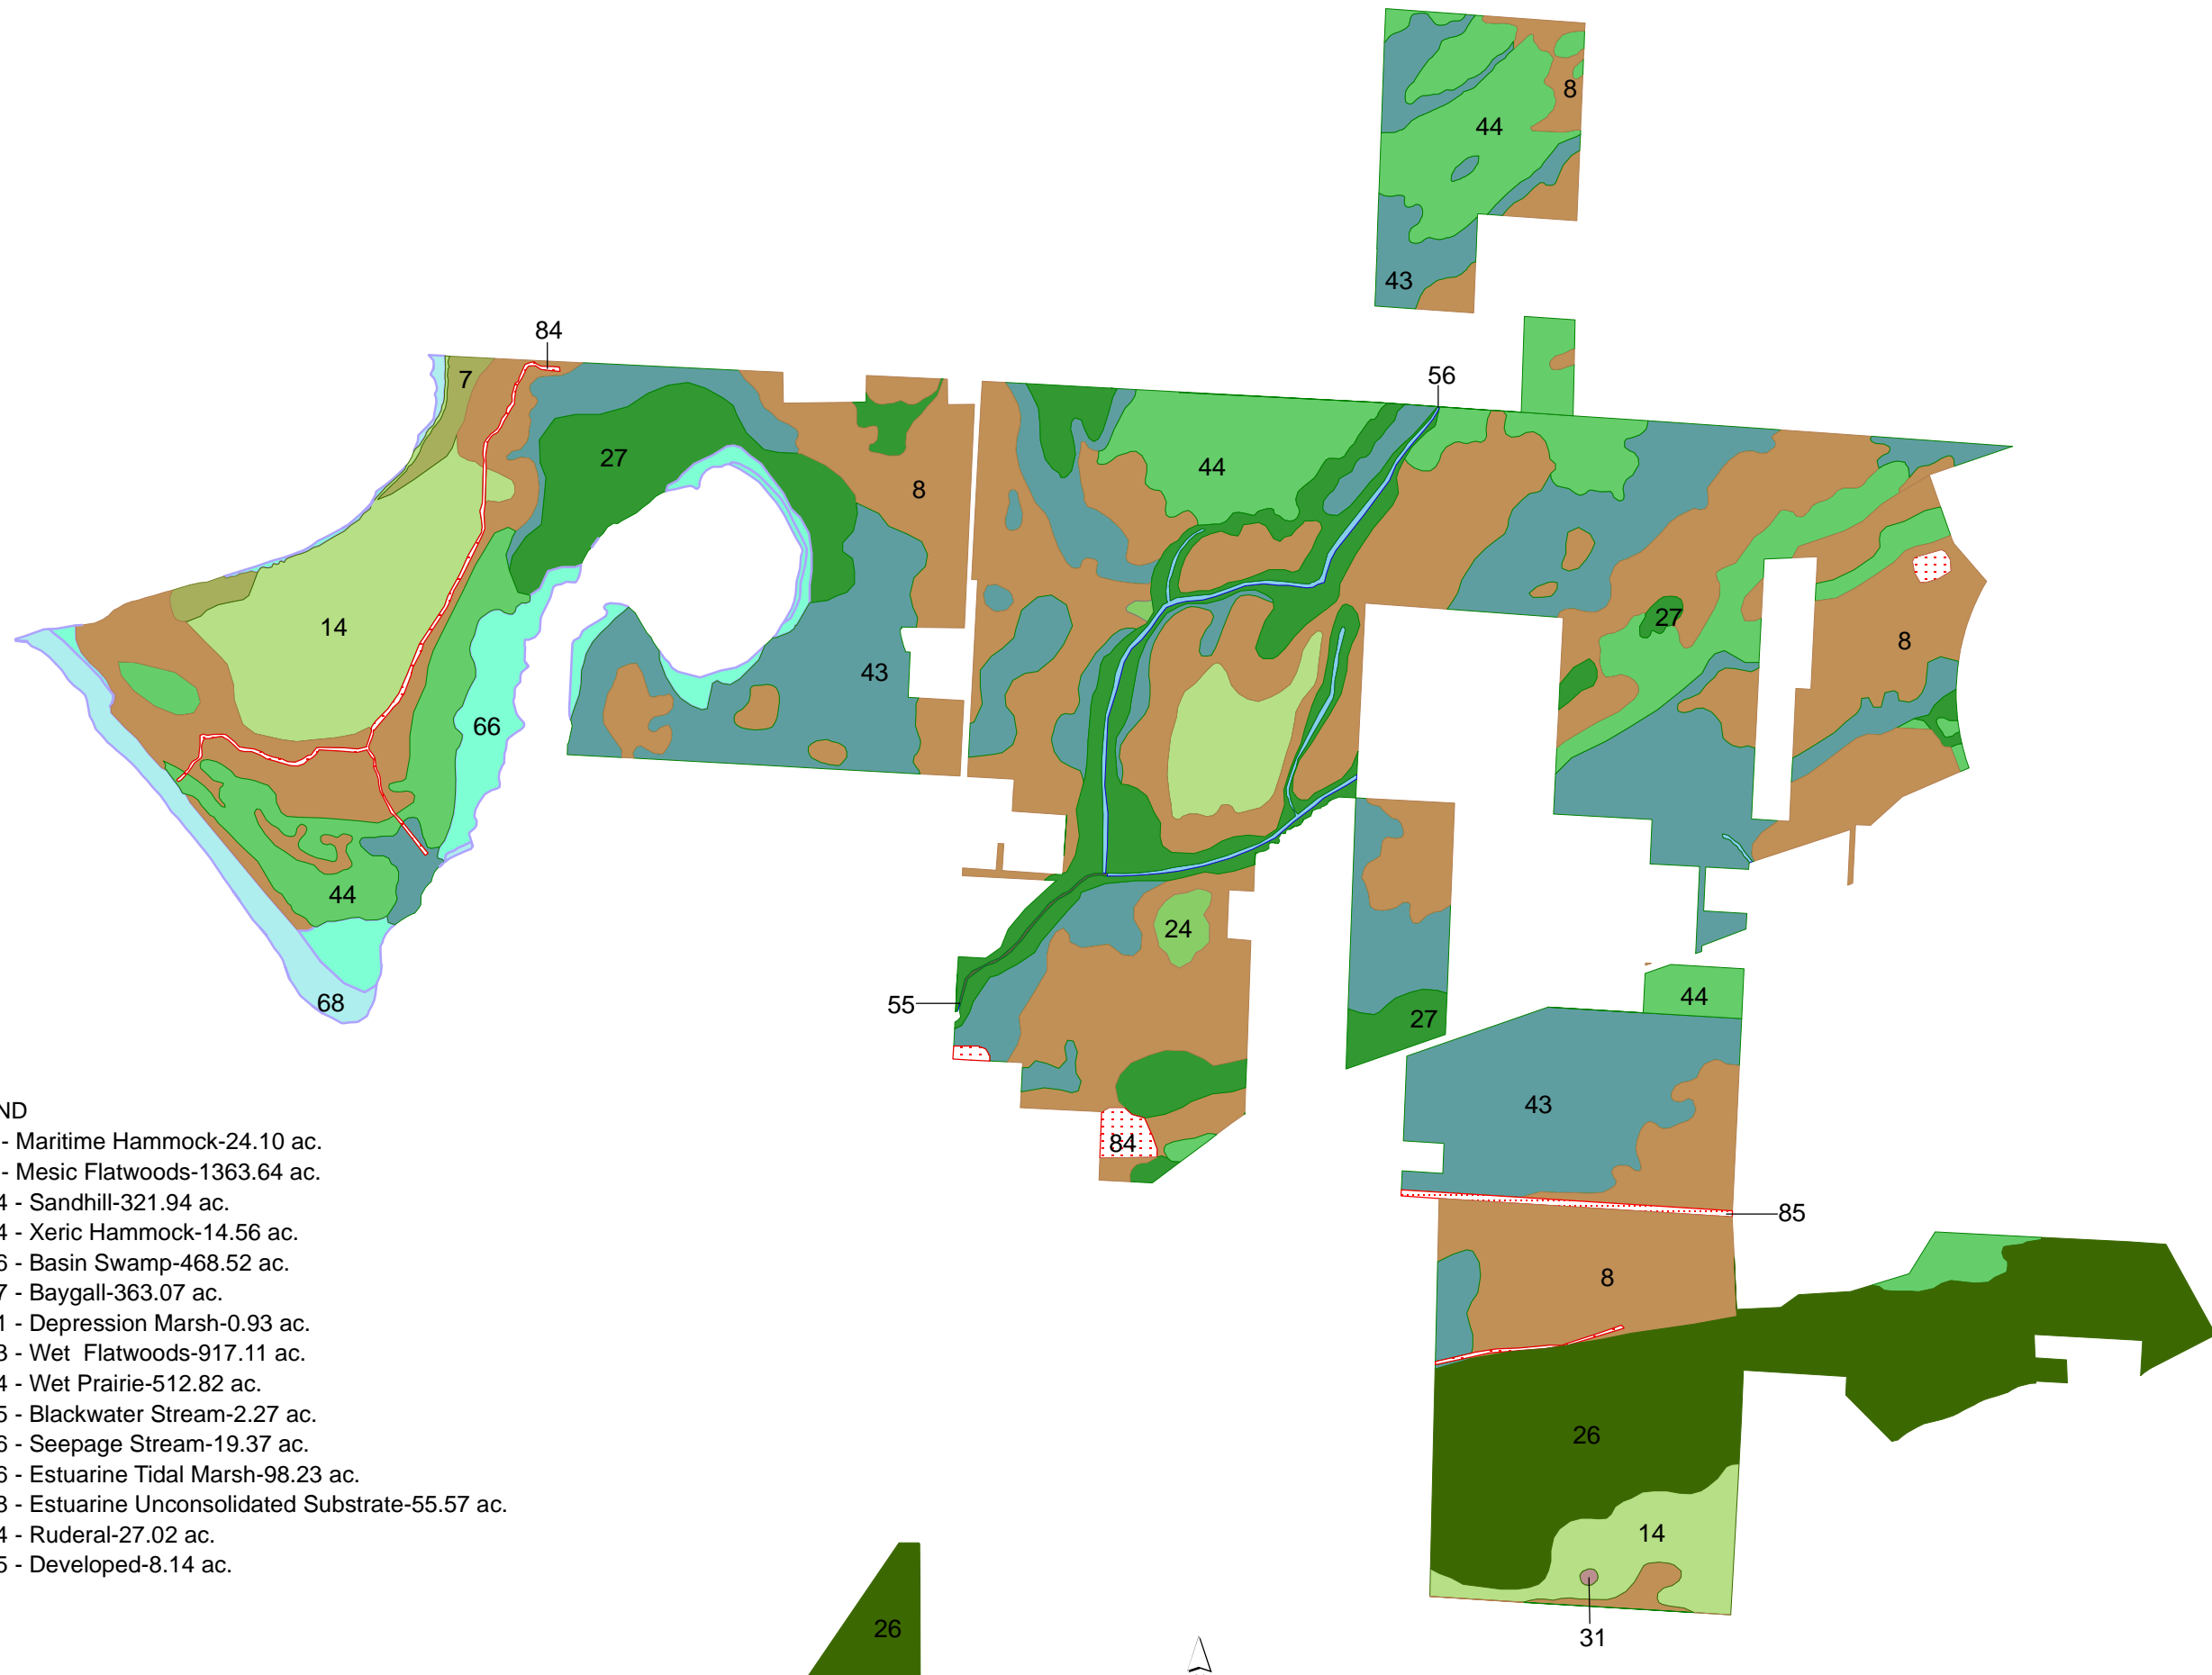 8
44
43
84
7
56
27
44
8
14
27
8
43
66
44
24
68
55
44
27
43
84
85
8
26
14
31
26
ND
- Maritime Hammock-24.10 ac.
- Mesic Flatwoods-1363.64 ac.
4 - Sandhill-321.94 ac.
4 - Xeric Hammock-14.56 ac.
6 - Basin Swamp-468.52 ac.
7 - Baygall-363.07 ac.
1 - Depression Marsh-0.93 ac.
3 - Wet  Flatwoods-917.11 ac.
4 - Wet Prairie-512.82 ac.
5 - Blackwater Stream-2.27 ac.
6 - Seepage Stream-19.37 ac.
6 - Estuarine Tidal Marsh-98.23 ac.
8 - Estuarine Unconsolidated Substrate-55.57 ac.
4 - Ruderal-27.02 ac.
5 - Developed-8.14 ac.